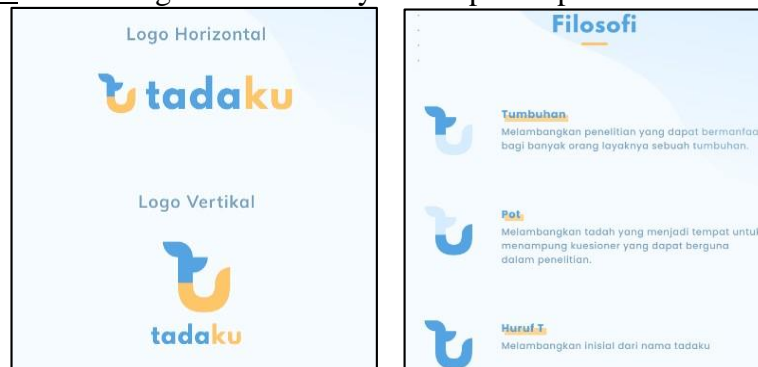 Logo Horizontal
tadaku
Logo Vertikal
tadaku
Filosofi
Tumbuhan
Melambangkan penelitian yang dapat bermanfaa
bagi banyak orang layaknya sebuah tumbuhan.
Pot
Melambangkan tadah yang menjadi tempat untuk
menampung kuesioner yang dapat berguna
dalam penelitian.
Huruf T
Melambangkan inisial dari nama tadaku